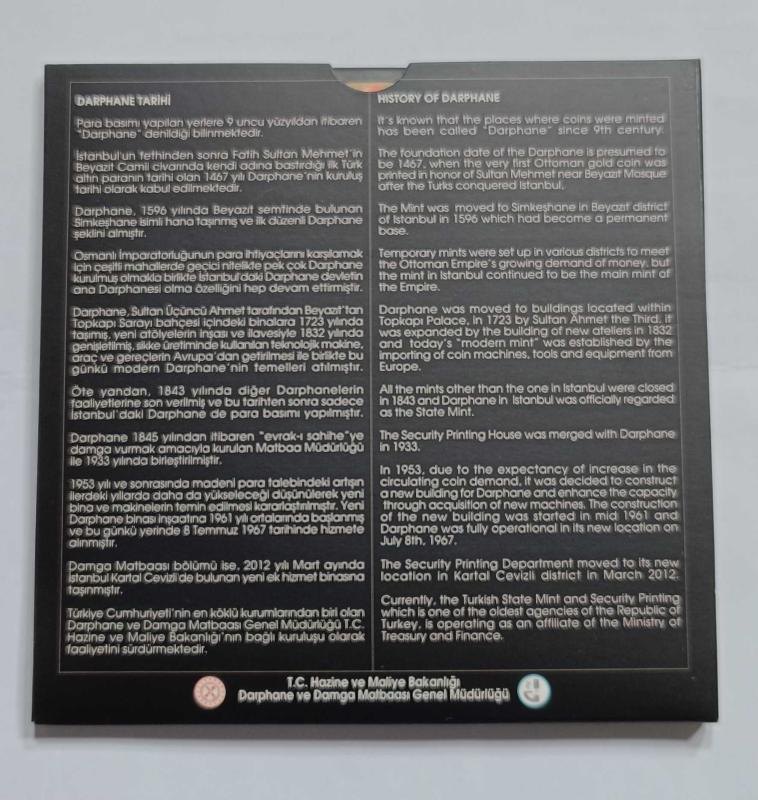 DARPHANE TARİHİ
Para basımı yapılan yerlere 9 uncu yüzyıldan itibaren
"Darphane" denildiği bilinmektedir.
İstanbul'un fethinden sonra Fatih Sultan Mehmet'in
Beyazıt Camii civarında kendi adına bastırdığı ilk Türk
altın paranın tarihi olan 1467 yılı Darphane'nin kuruluş
tarihi olarak kabul edilmektedir.
Darphane, 1596 yılında Beyazıt semtinde bulunan
Simkeşhane isimli hana taşınmış ve ilk düzenli Darphane
şeklini almıştır.
Osmanlı İmparatorluğunun para ihtiyaçlarını karşılamak
için çeşitli mahallerde geçici nitelikte pek çok Darphane
kurulmuş olmakla birlikte İstanbul'daki Darphane devletin
ana Darphanesi olma özelliğini hep devam ettirmiştir.
Darphane, Sultan Üçüncü Ahmet tarafından Beyazıt'tan
Topkapı Sarayı bahçesi içindeki binalara 1723 yılında
taşımış, yeni atölyelerin inşası ve ilavesiyle 1832 yılında
genişletilmiş, sikke üretiminde kullanılan teknolojik makine,
araç ve gereçlerin Avrupa'dan getirilmesi ile birlikte bu
günkü modern Darphane'nin temelleri atılmıştır.
Öte yandan, 1843 yılında diğer Darphanelerin
faaliyetlerine son verilmiş ve bu tarihten sonra sadece
İstanbul'daki Darphane de para basımı yapılmıştır.
Darphane 1845 yılından itibaren "evrak-ı sahihe"ye
damga vurmak amacıyla kurulan Matbaa Müdürlüğü
ile 1933 yılında birleştirilmiştir.
1953 yılı ve sonrasında madeni para talebindeki artışın
ilerdeki yıllarda daha da yükseleceği düşünülerek yeni
bina ve makinelerin temin edilmesi kararlaştırılmıştır. Yeni
Darphane binası inşaatına 1961 yılı ortalarında başlanmış
ve bu günkü yerinde 8 Temmuz 1967 tarihinde hizmete
alınmıştır.
Damga Matbaası bölümü ise, 2012 yılı Mart ayında
İstanbul Kartal Cevizli'de bulunan yeni ek hizmet binasına
taşınmıştır.
Türkiye Cumhuriyeti'nin en köklü kurumlarından biri olan
Darphane ve Damga Matbaası Genel Müdürlüğü T.C.
Hazine ve Maliye Bakanlığı'nın bağlı kuruluşu olarak
faaliyetini sürdürmektedir.
HISTORY OF DARPHANE
It's known that the places where coins were minted
has been called "Darphane" since 9th century.
The foundation date of the Darphane is presumed to
be 1467, when the very first Ottoman gold coin was
printed in honor of Sultan Mehmet near Beyazıt Mosque
after the Turks conquered Istanbul.
The Mint was moved to Simkeşhane in Beyazıt district
of Istanbul in 1596 which had become a permanent
base.
Temporary mints were set up in various districts to meet
the Ottoman Empire's growing demand of money, but
the mint in Istanbul continued to be the main mint of
the Empire.
Darphane was moved to buildings located within
Topkapı Palace, in 1723 by Sultan Ahmet the Third, it
was expanded by the building of new ateliers in 1832
and today's "modern mint" was established by the
importing of coin machines, tools and equipment from
Europe.
All the mints other than the one in Istanbul were closed
in 1843 and Darphane in Istanbul was officially regarded
as the State Mint.
The Security Printing House was merged with Darphane
in 1933.
In 1953, due to the expectancy of increase in the
circulating coin demand, it was decided to construct
a new building for Darphane and enhance the capacity
through acquisition of new machines. The construction
of the new building was started in mid 1961 and
Darphane was fully operational in its new location on
July 8th, 1967.
The Security Printing Department moved to its new
location in Kartal Cevizli district in March 2012.
Currently, the Turkish State Mint and Security Printing
which is one of the oldest agencies of the Republic of
Turkey, is operating as an affiliate of the Ministry of
Treasury and Finance.
T.C. Hazine ve Maliye Bakanlığı
Darphane ve Damga Matbaası Genel Müdürlüğü